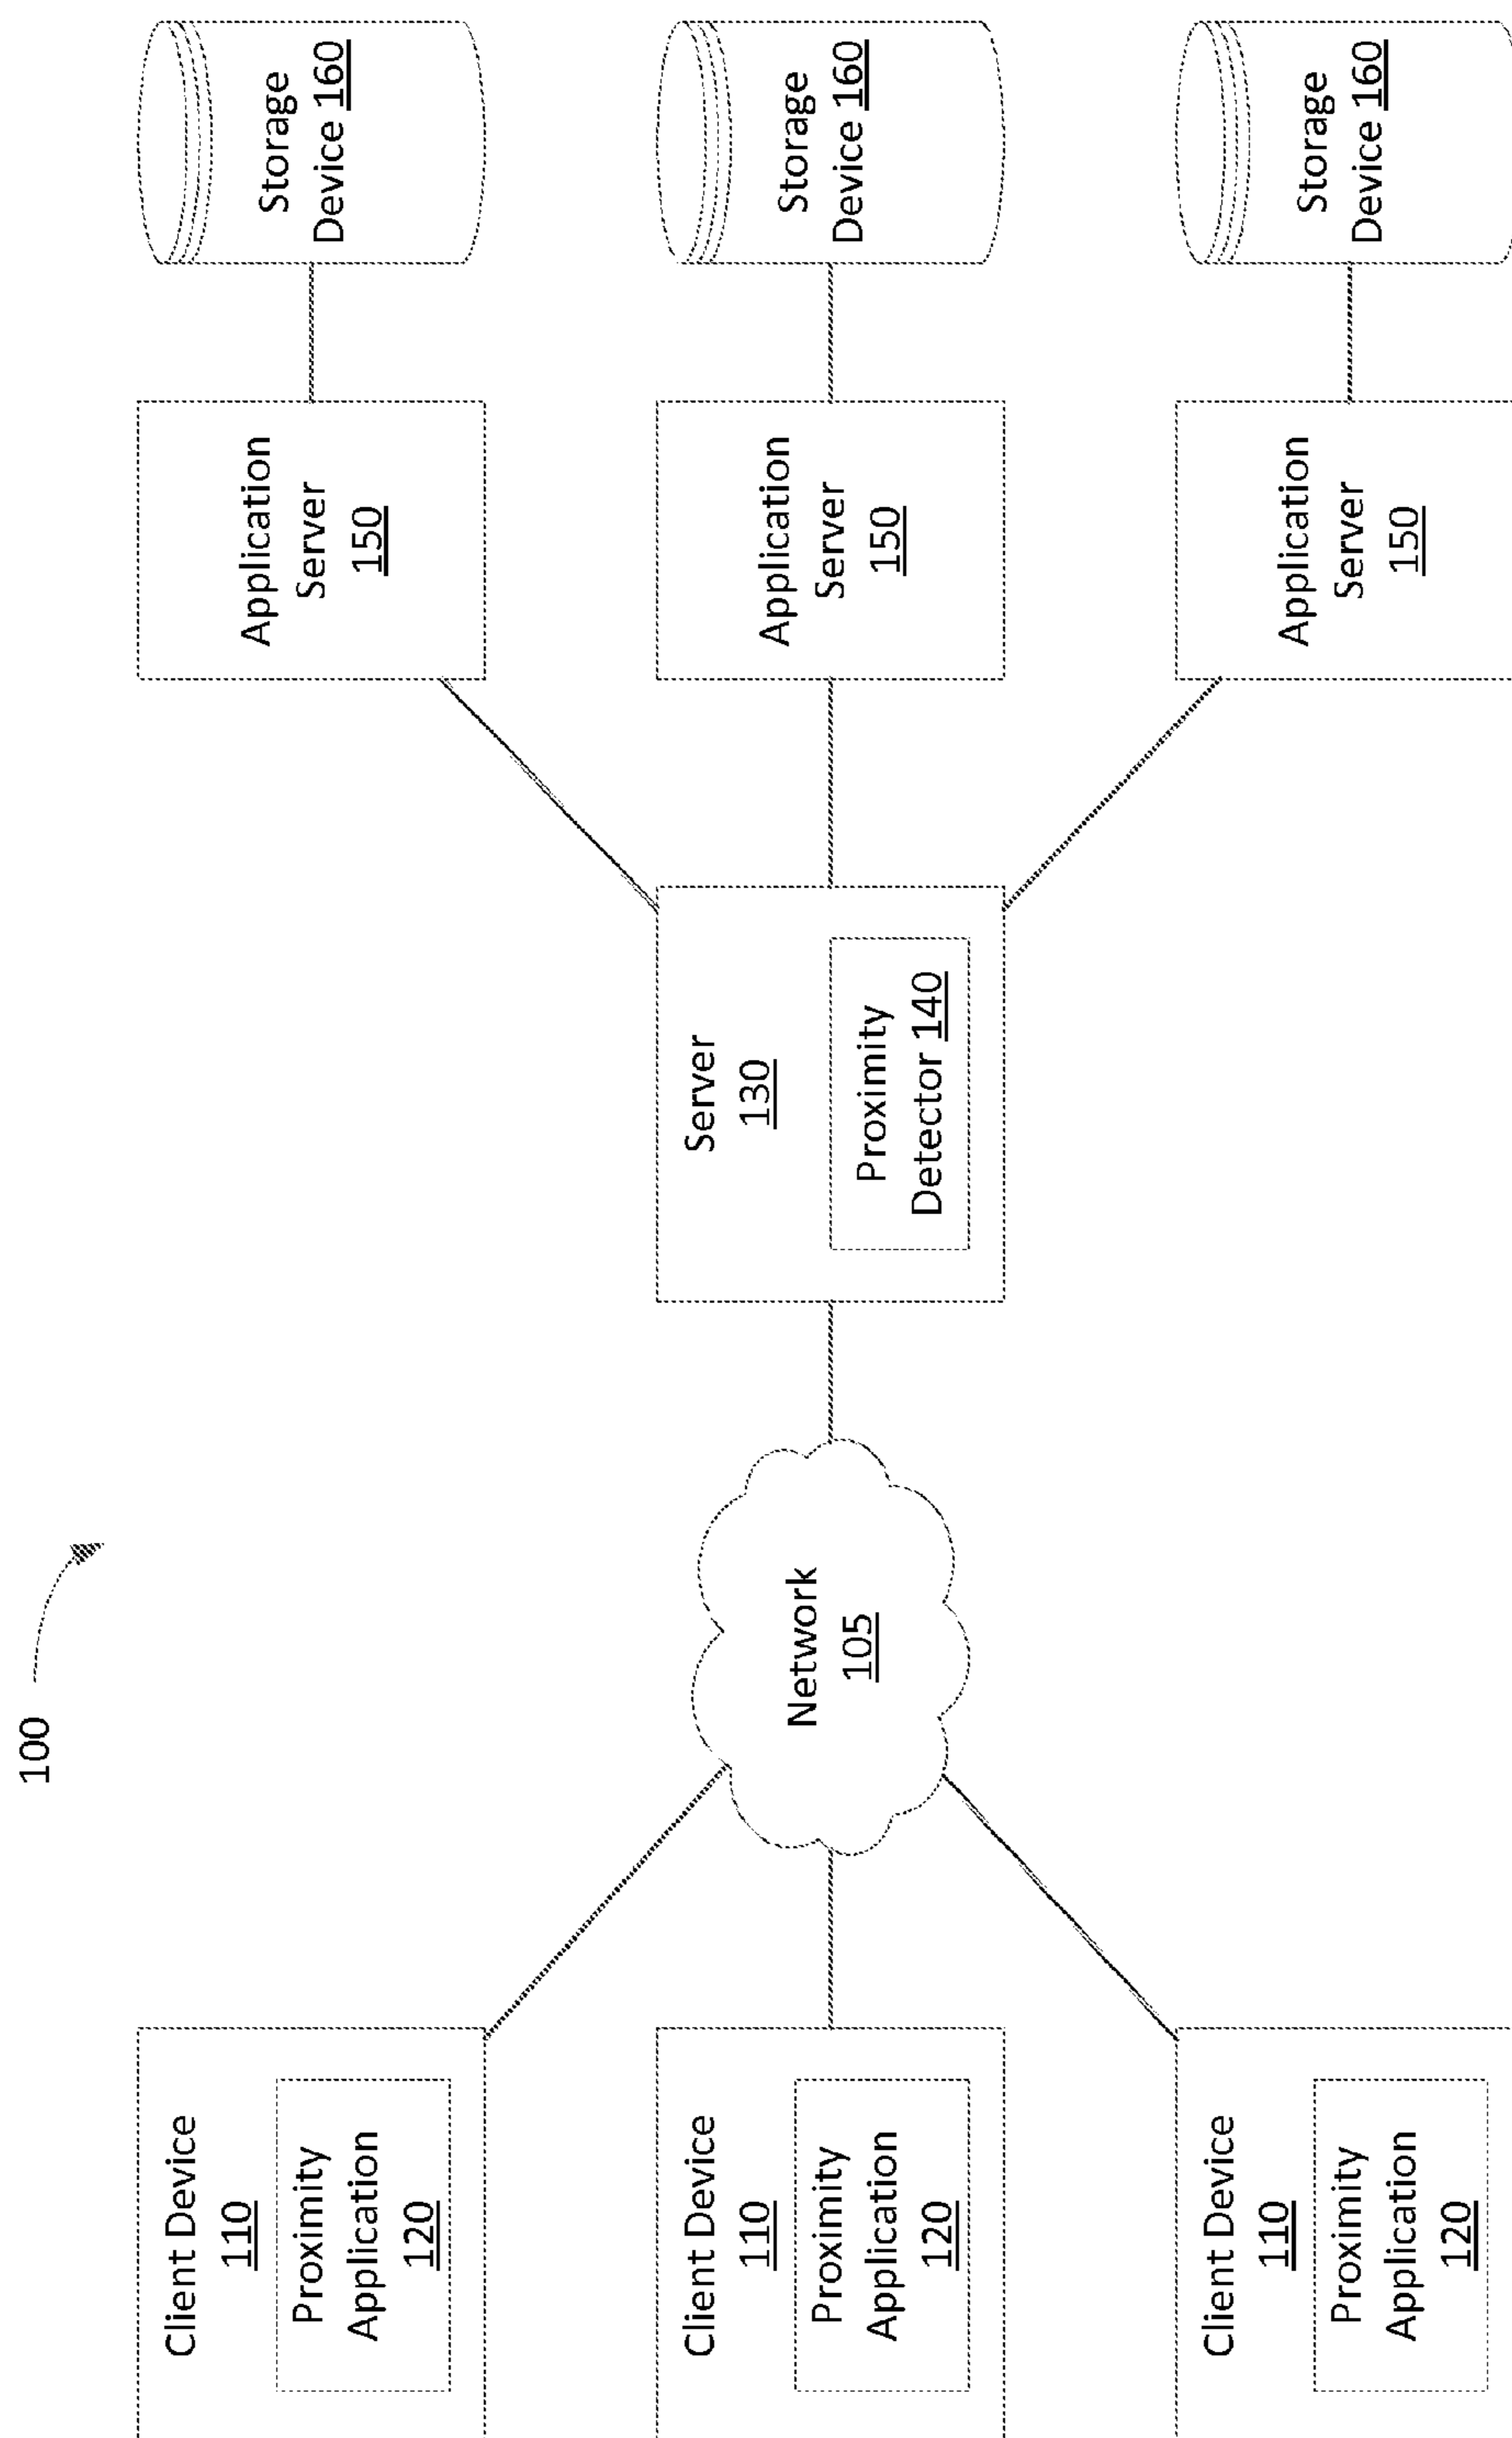 100
Client Device
110
Proximity
Application
120
Client Device
110
Proximity
Application
120
Client Device
110
Proximity
Application
120
Network
105
Server
130
Proximity
Detector 140
Application
Server
150
Application
Server
150
Application
Server
150
Storage
Device 160
Storage
Device 160
Storage
Device 160